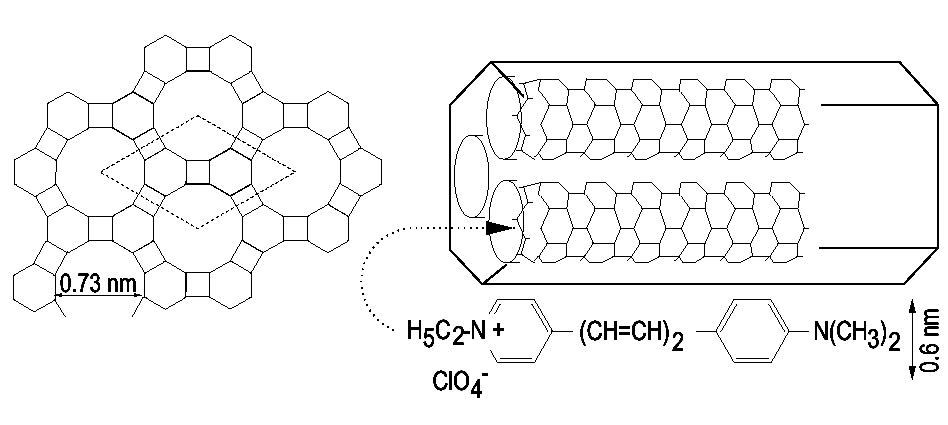 0.73 nm
H5C2-N + (CH=CH)2 N(CH3)2
ClO4-
0.6 nm